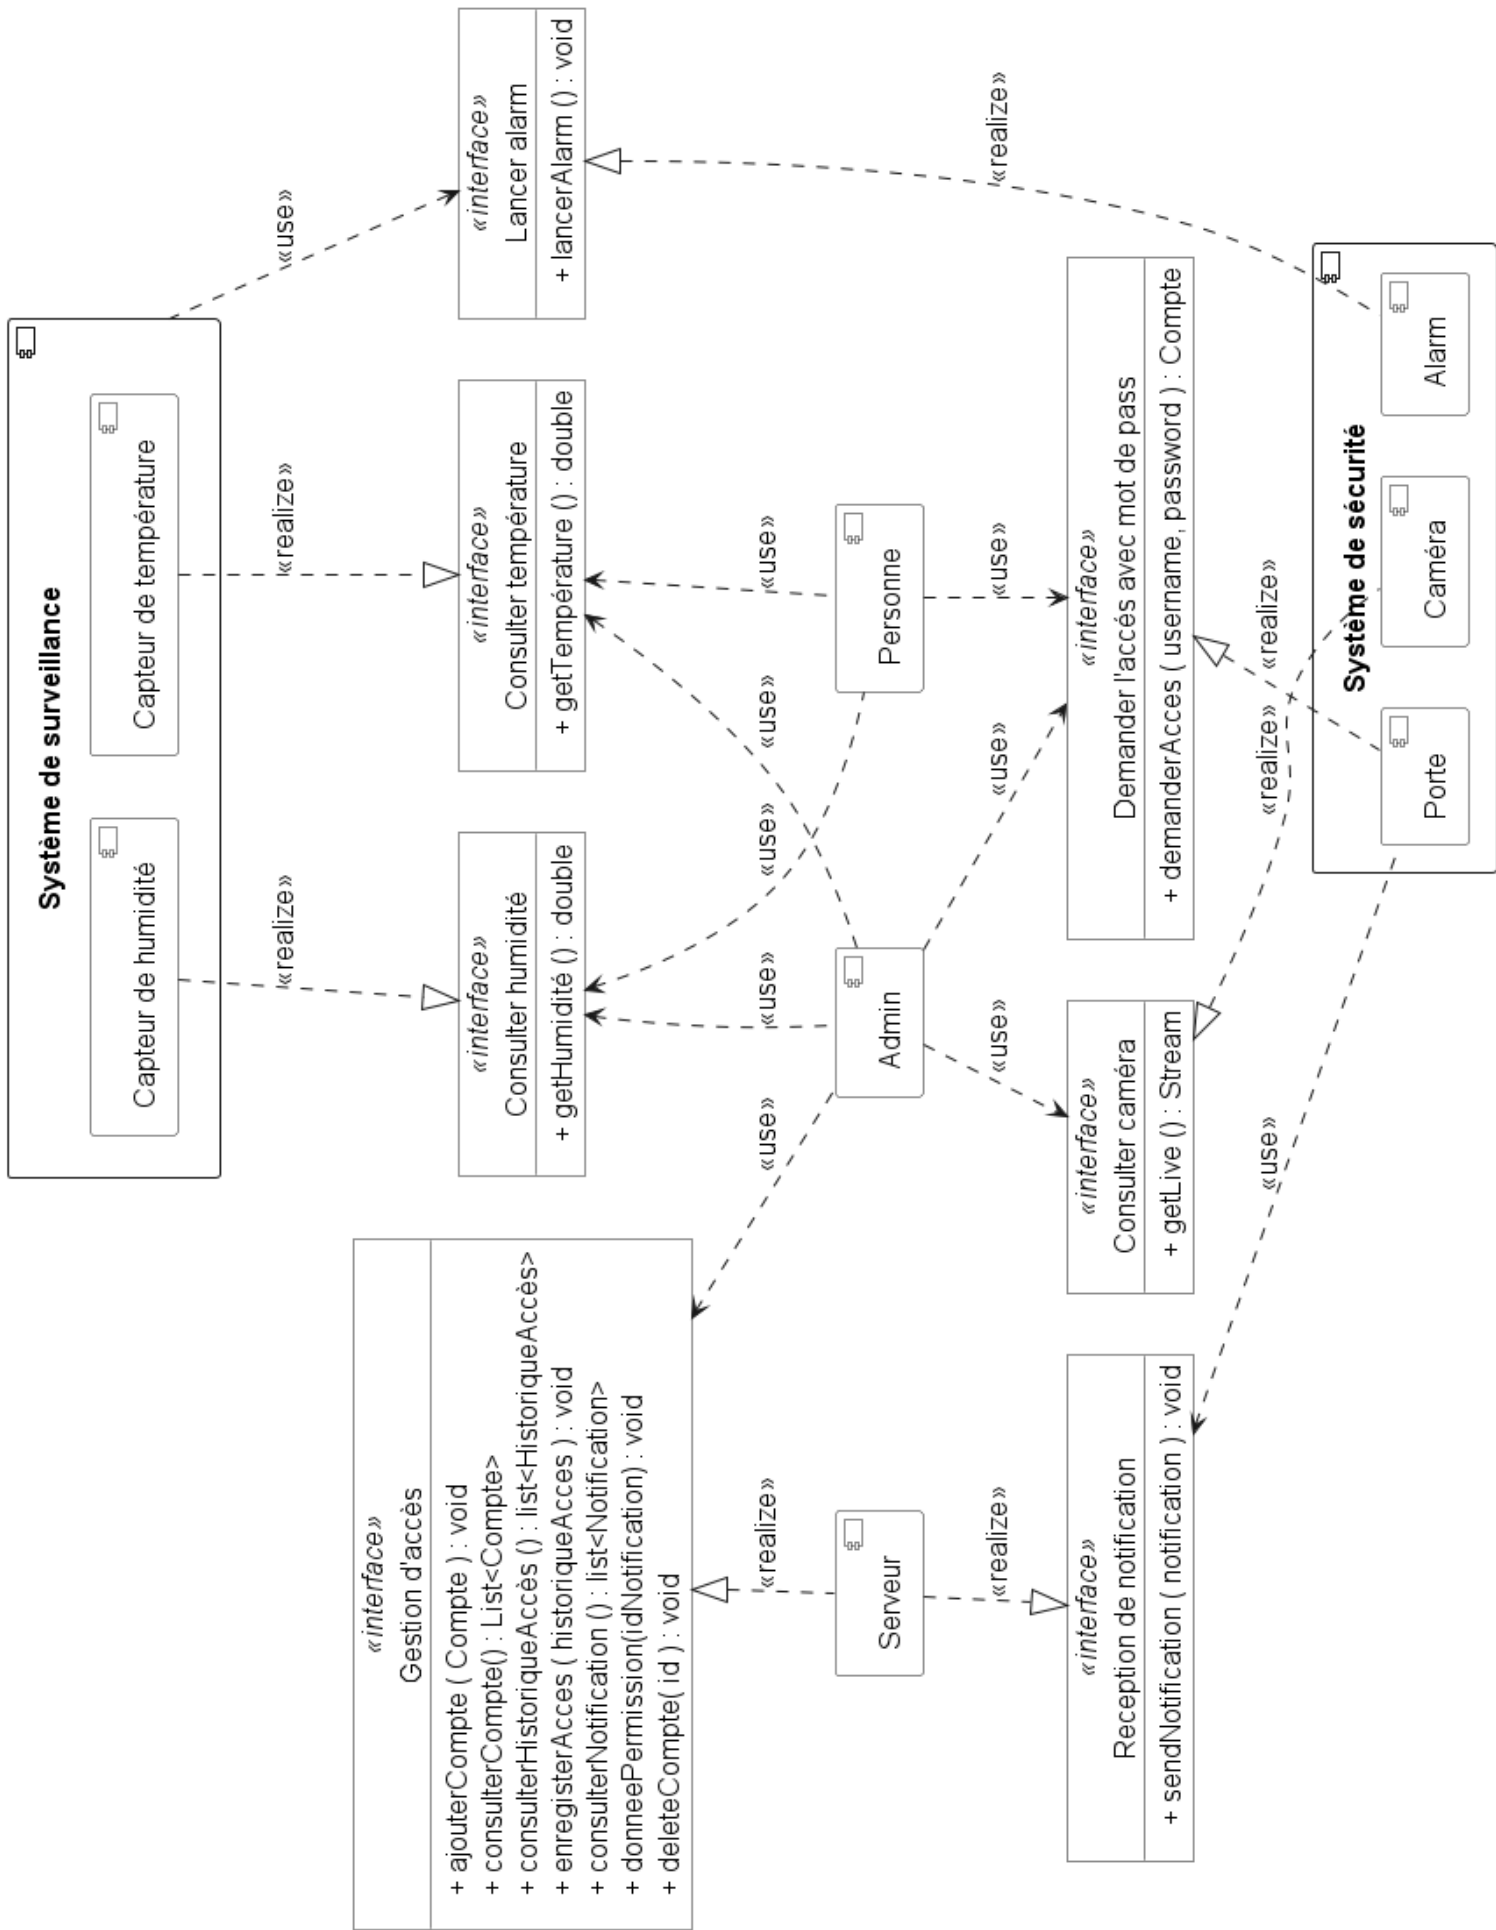 Système de surveillance
Capteur de humidité
Capteur de température
«realize»
«realize»
«use»
«interface»
Gestion d'accès
+ ajouterCompte ( Compte ) : void
+ consulterCompte() : List<Compte>
+ consulterHistoriqueAccès () : list<HistoriqueAccès>
+ enregisterAcces ( historiqueAcces ) : void
+ consulterNotification () : list<Notification>
+ donneePermission(idNotification) : void
+ deleteCompte( id ) : void
«interface»
Consulter humidité
+ getHumidité () : double
«interface»
Consulter température
+ getTempérature () : double
«interface»
Lancer alarm
+ lancerAlarm () : void
«realize»
«use»
«use»
«use»
«use»
«use»
Serveur
Admin
Personne
«realize»
«use»
«use»
«use»
«realize»
«interface»
Reception de notification
+ sendNotification ( notification ) : void
«interface»
Consulter caméra
+ getLive () : Stream
«interface»
Demander l'accés avec mot de pass
+ demanderAcces ( username, password ) : Compte
«use»
«realize»
«realize»
Système de sécurité
Porte
Caméra
Alarm